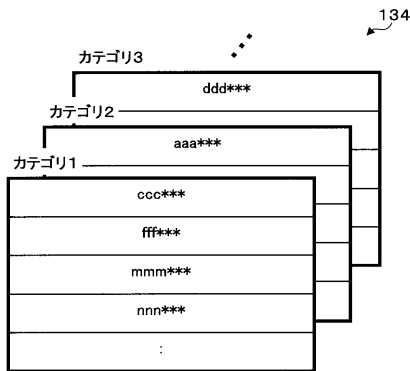 134
カテゴリ3
ddd***
カテゴリ2
aaa***
カテゴリ1
ccc***
fff***
mmm***
nnn***
: